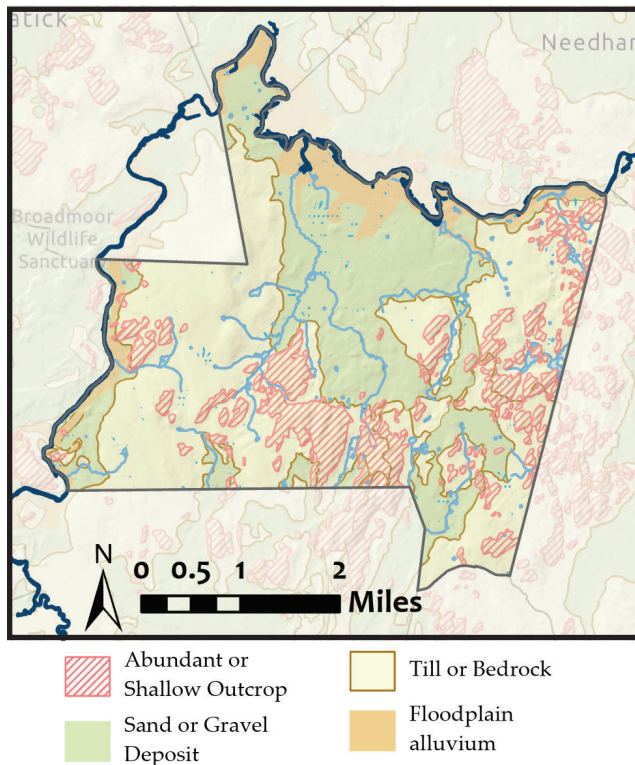 atick
Needham
Broadmoor
Wildlife
Sanctuary
N
0 0.5 1 2
Miles
Abundant or
Shallow Outcrop
Till or Bedrock
Sand or Gravel
Deposit
Floodplain
alluvium